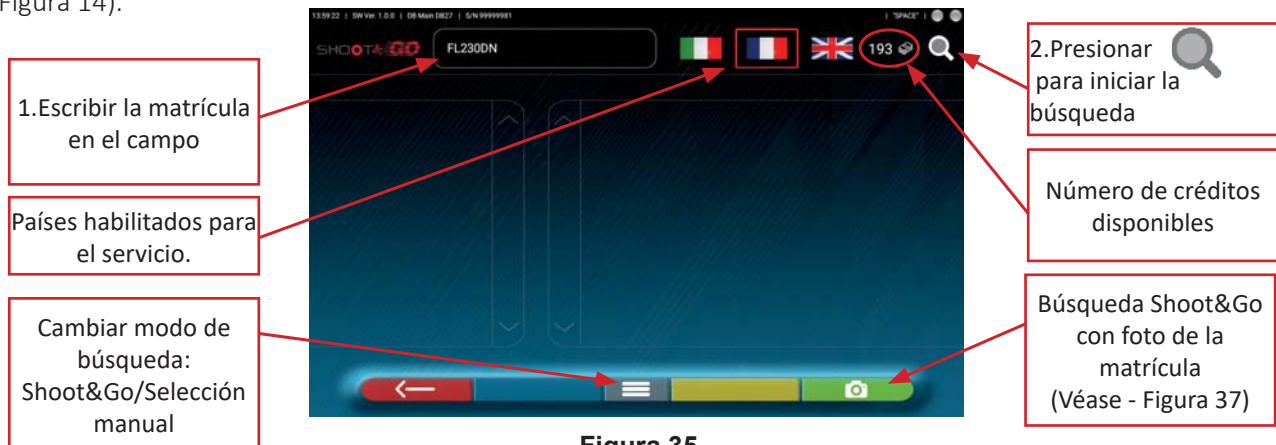 Figura 14).
13:59:22 | SW Ver. 1.0.0 | DB Main DB27 | S/N 99999981
| "SPACE" |
SHOOT& GO
FL230DN
193
1.Escribir la matrícula
en el campo
Países habilitados para
el servicio.
Cambiar modo de
búsqueda:
Shoot&Go/Selección
manual
2.Presionar
para iniciar la
búsqueda
Número de créditos
disponibles
Búsqueda Shoot&Go
con foto de la
matrícula
(Véase - Figura 37)
Figura 35